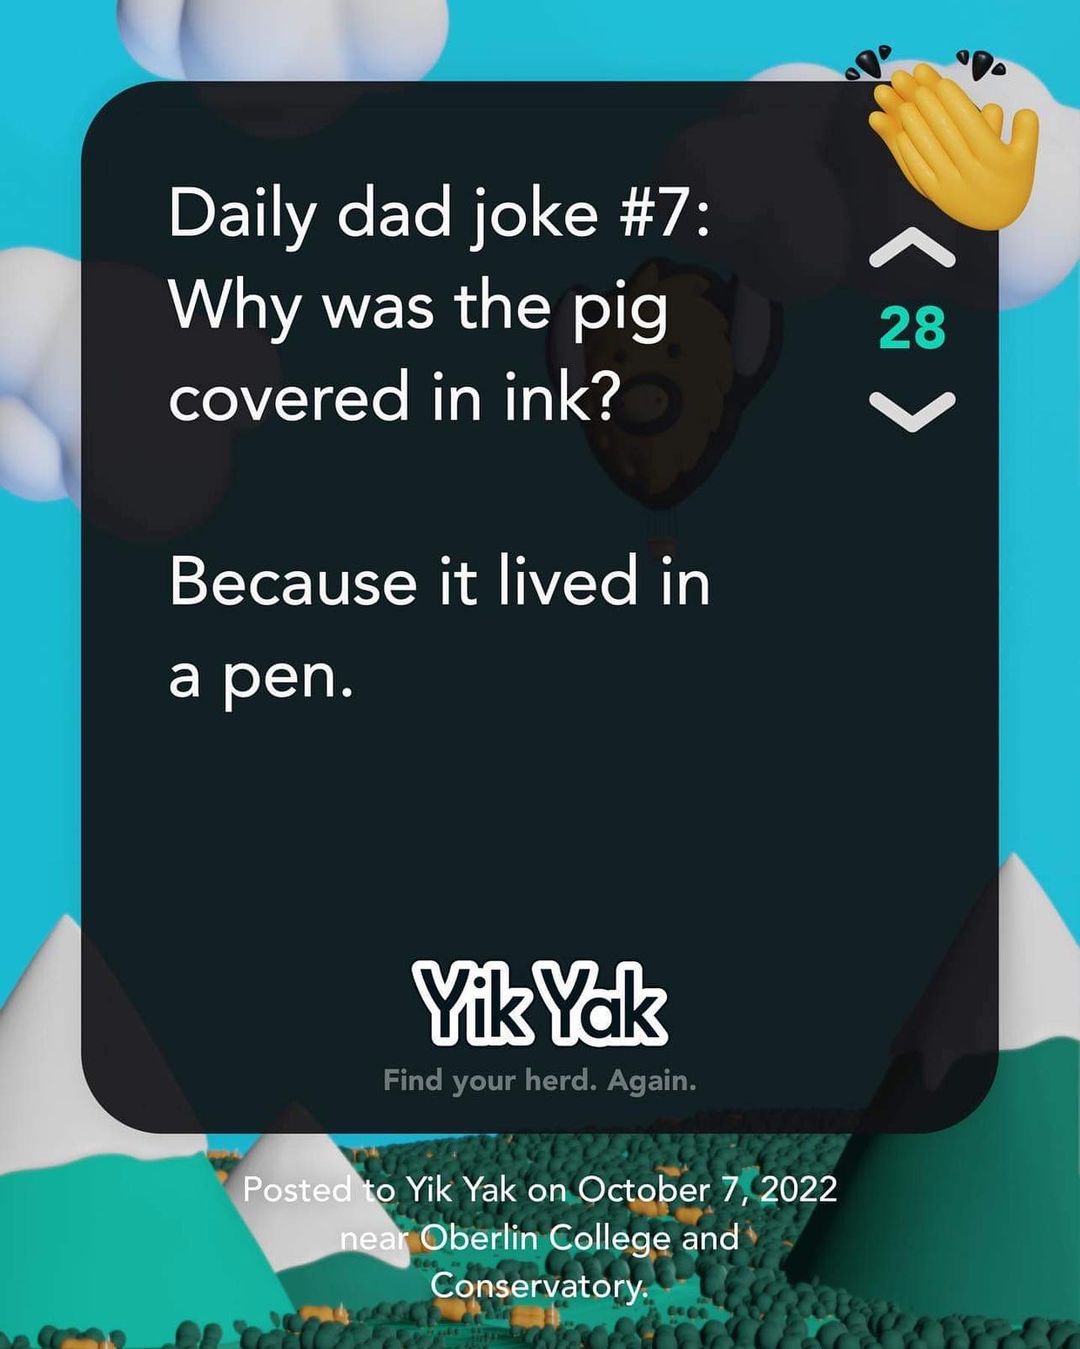 Daily dad joke #7:
Why was the pig
covered in ink?
Because it lived in
a pen.
28
Yik Yak
Find your herd. Again.
Posted to Yik Yak on October 7, 2022
near Oberlin College and
Conservatory.